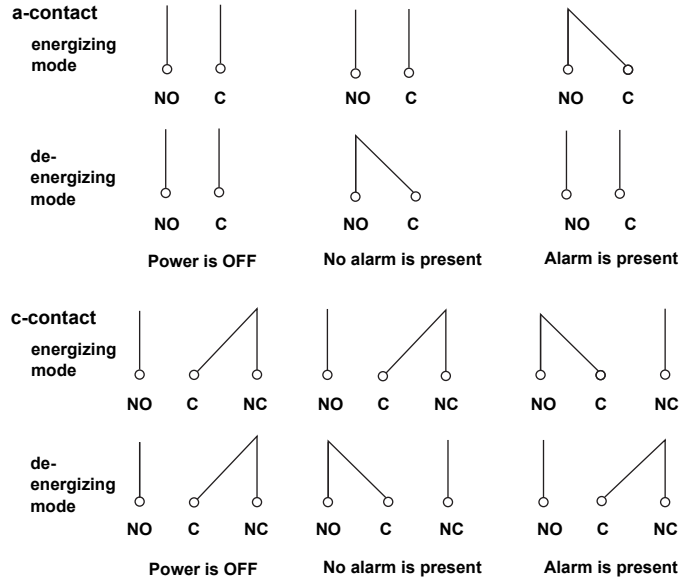 a-contact
energizing
mode
NO C NO C NO C
de-
energizing
mode
NO C NO C NO C
Power is OFF No alarm is present Alarm is present
c-contact
energizing
mode
NO C NC NO C NC NO C NC
de-
energizing
mode
NO C NC NO C NC NO C NC
Power is OFF No alarm is present Alarm is present